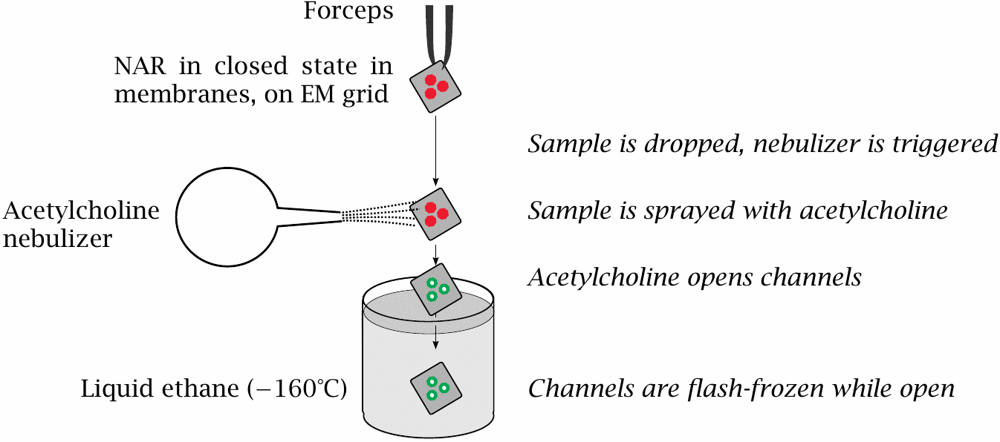 Forceps
NAR in closed state in
membranes, on EM grid
Sample is dropped, nebulizer is triggered
Acetylcholine
nebulizer
Sample is sprayed with acetylcholine
Acetylcholine opens channels
Liquid ethane (−160°C)
Channels are flash-frozen while open